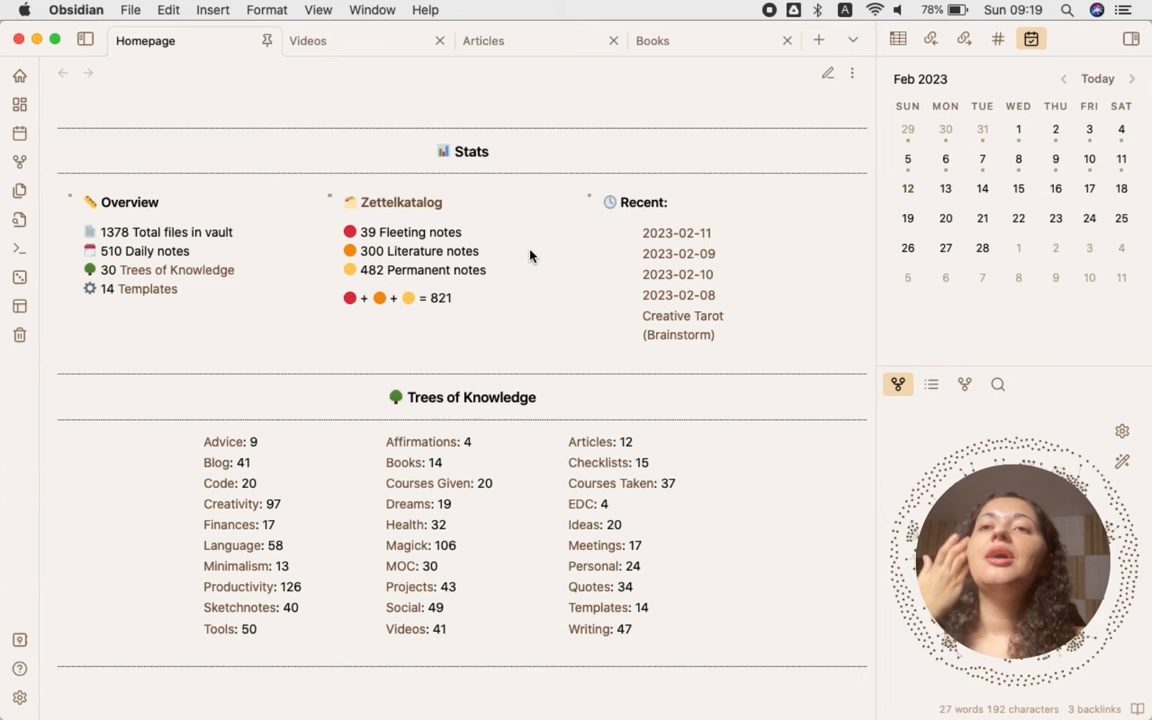 Obsidian File Edit Insert Format View Window Help A 78% Sun 09:19
Homepage Videos Articles Books
Stats
Overview
1378 Total files in vault
510 Daily notes
30 Trees of Knowledge
14 Templates
Zettelkatalog
39 Fleeting notes
300 Literature notes
482 Permanent notes
+ + = 821
Recent:
2023-02-11
2023-02-09
2023-02-10
2023-02-08
Creative Tarot
(Brainstorm)
Trees of Knowledge
Advice: 9 Affirmations: 4 Articles: 12
Blog: 41 Books: 14 Checklists: 15
Code: 20 Courses Given: 20 Courses Taken: 37
Creativity: 97 Dreams: 19 EDC: 4
Finances: 17 Health: 32 Ideas: 20
Language: 58 Magick: 106 Meetings: 17
Minimalism: 13 MOC: 30 Personal: 24
Productivity: 126 Projects: 43 Quotes: 34
Sketchnotes: 40 Social: 49 Templates: 14
Tools: 50 Videos: 41 Writing: 47
Feb 2023 Today
SUN MON TUE WED THU FRI SAT
29 30 31 1 2 3 4
5 6 7 8 9 10 11
12 13 14 15 16 17 18
19 20 21 22 23 24 25
26 27 28 1 2 3 4
5 6 7 8 9 10 11
27 words 192 characters 3 backlinks